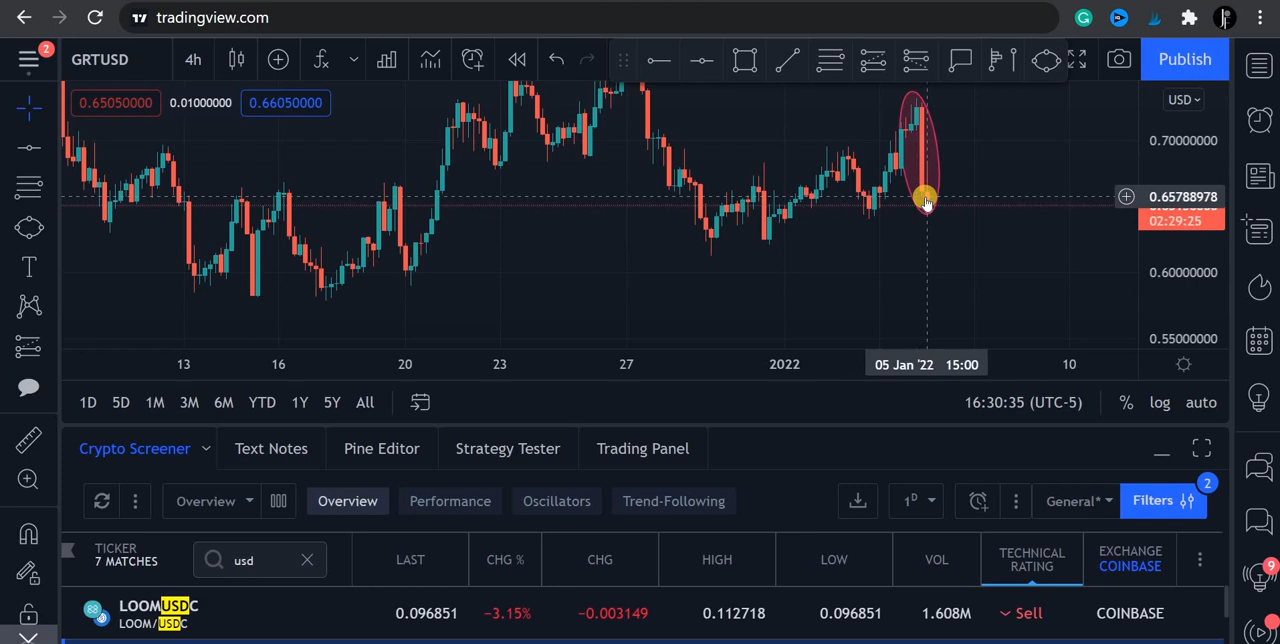 tradingview.com
2
GRTUSD
4h
Publish
0.65050000
0.01000000
0.66050000
USD
0.70000000
0.65788978
02:29:25
0.60000000
0.55000000
13 16 20 23 27 2022 10
05 Jan '22 15:00
1D 5D 1M 3M 6M YTD 1Y 5Y All
16:30:35 (UTC-5)
% log auto
Crypto Screener
Text Notes
Pine Editor
Strategy Tester
Trading Panel
2
Overview
Overview
Performance
Oscillators
Trend-Following
1D
General*
Filters
TICKER
7 MATCHES
usd
LAST
CHG %
CHG
HIGH
LOW
VOL
TECHNICAL
RATING
EXCHANGE
COINBASE
9
LOOMUSDC
LOOM/USDC
0.096851
−3.15%
−0.003149
0.112718
0.096851
1.608M
Sell
COINBASE